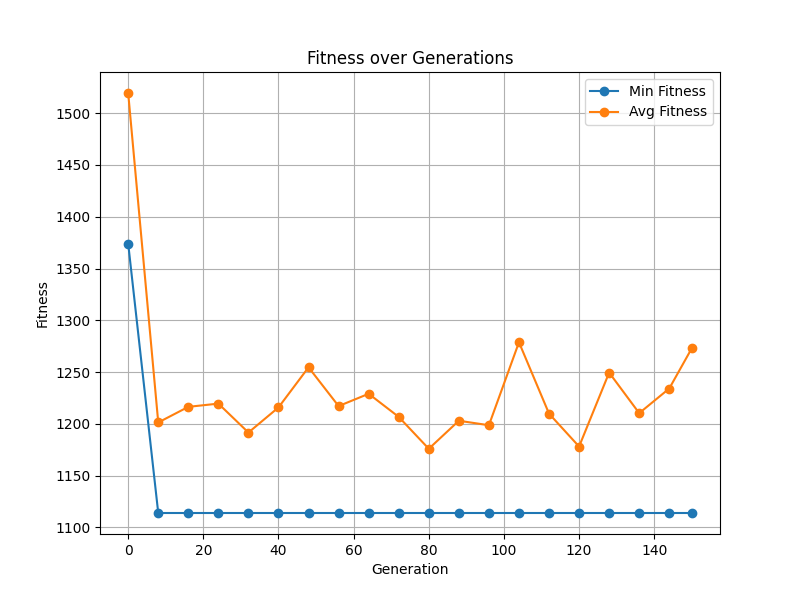 Fitness over Generations
Min Fitness
Avg Fitness
1500
1450
1400
1350
1300
1250
1200
1150
1100
Fitness
0 20 40 60 80 100 120 140
Generation